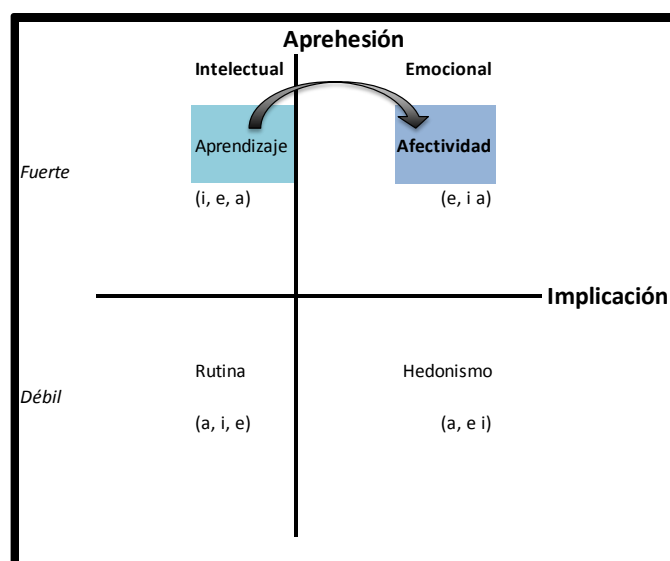 Aprehesión
Intelectual Emocional
Aprendizaje Afectividad
Fuerte
(i, e, a) (e, i a)
Implicación
Rutina Hedonismo
Débil
(a, i, e) (a, e i)